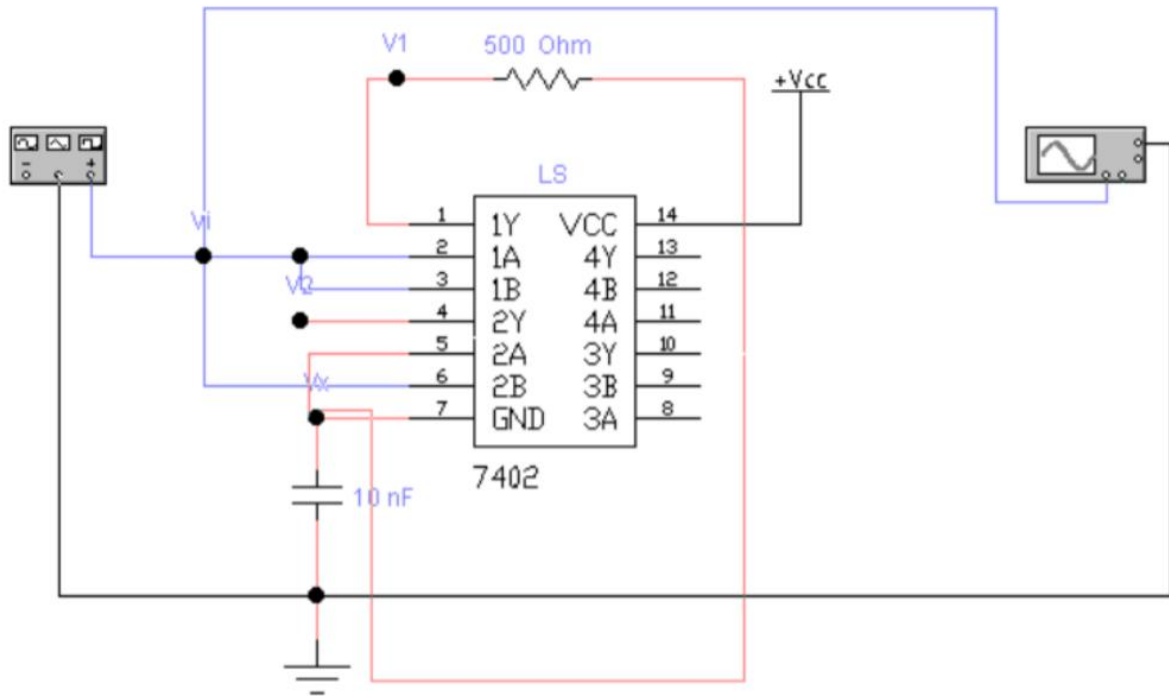 V1
500 Ohm
+Vcc
LS
Vi
V2
Vx
1 1Y VCC 14
2 1A 4Y 13
3 1B 4B 12
4 2Y 4A 11
5 2A 3Y 10
6 2B 3B 9
7 GND 3A 8
7402
10 nF
- +